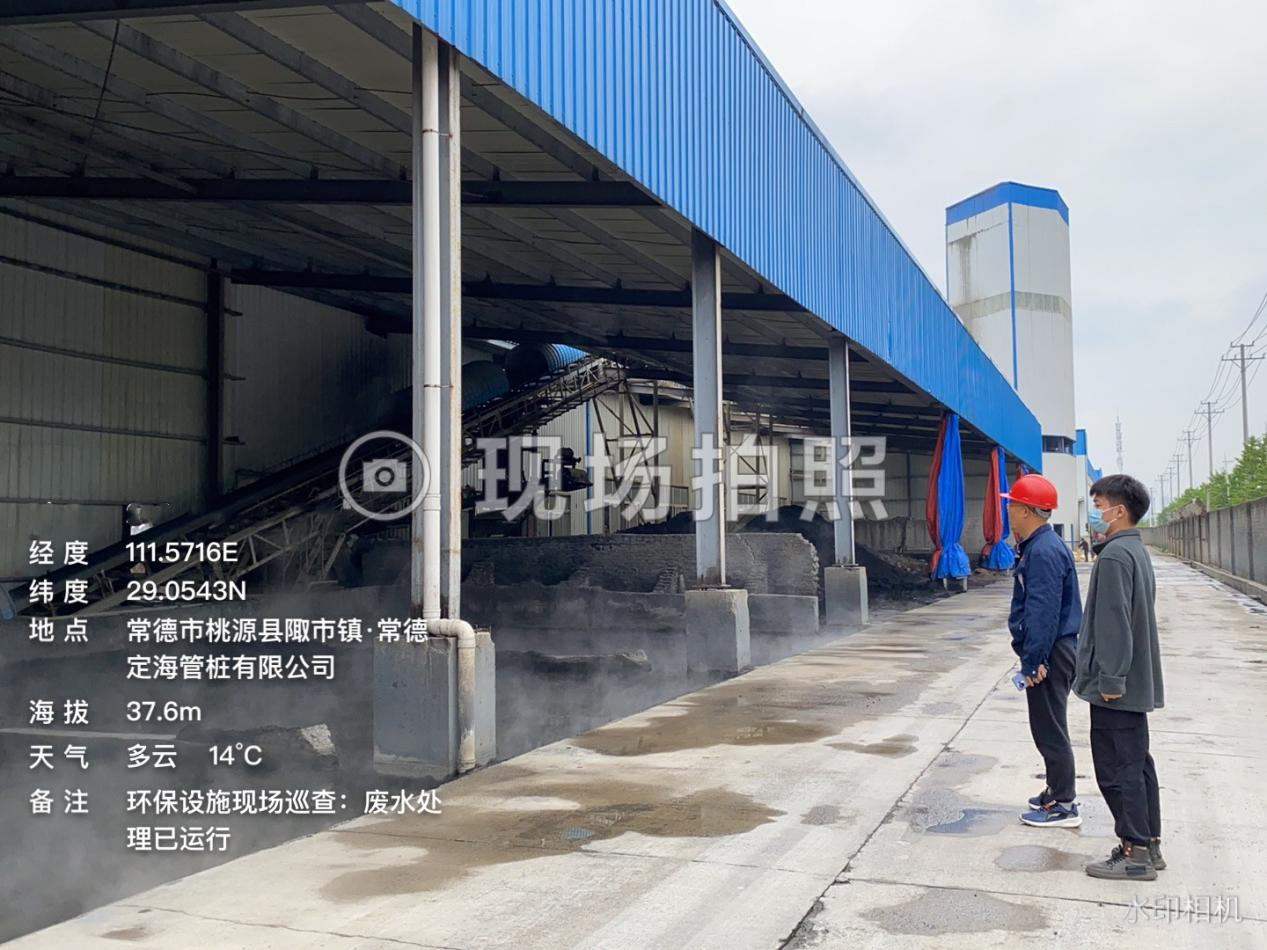 现场拍照
经度 111.5716E
纬度 29.0543N
地点 常德市桃源县陬市镇·常德
定海管桩有限公司
海拔 37.6m
天气 多云 14℃
备注 环保设施现场巡查：废水处
理已运行
水印相机